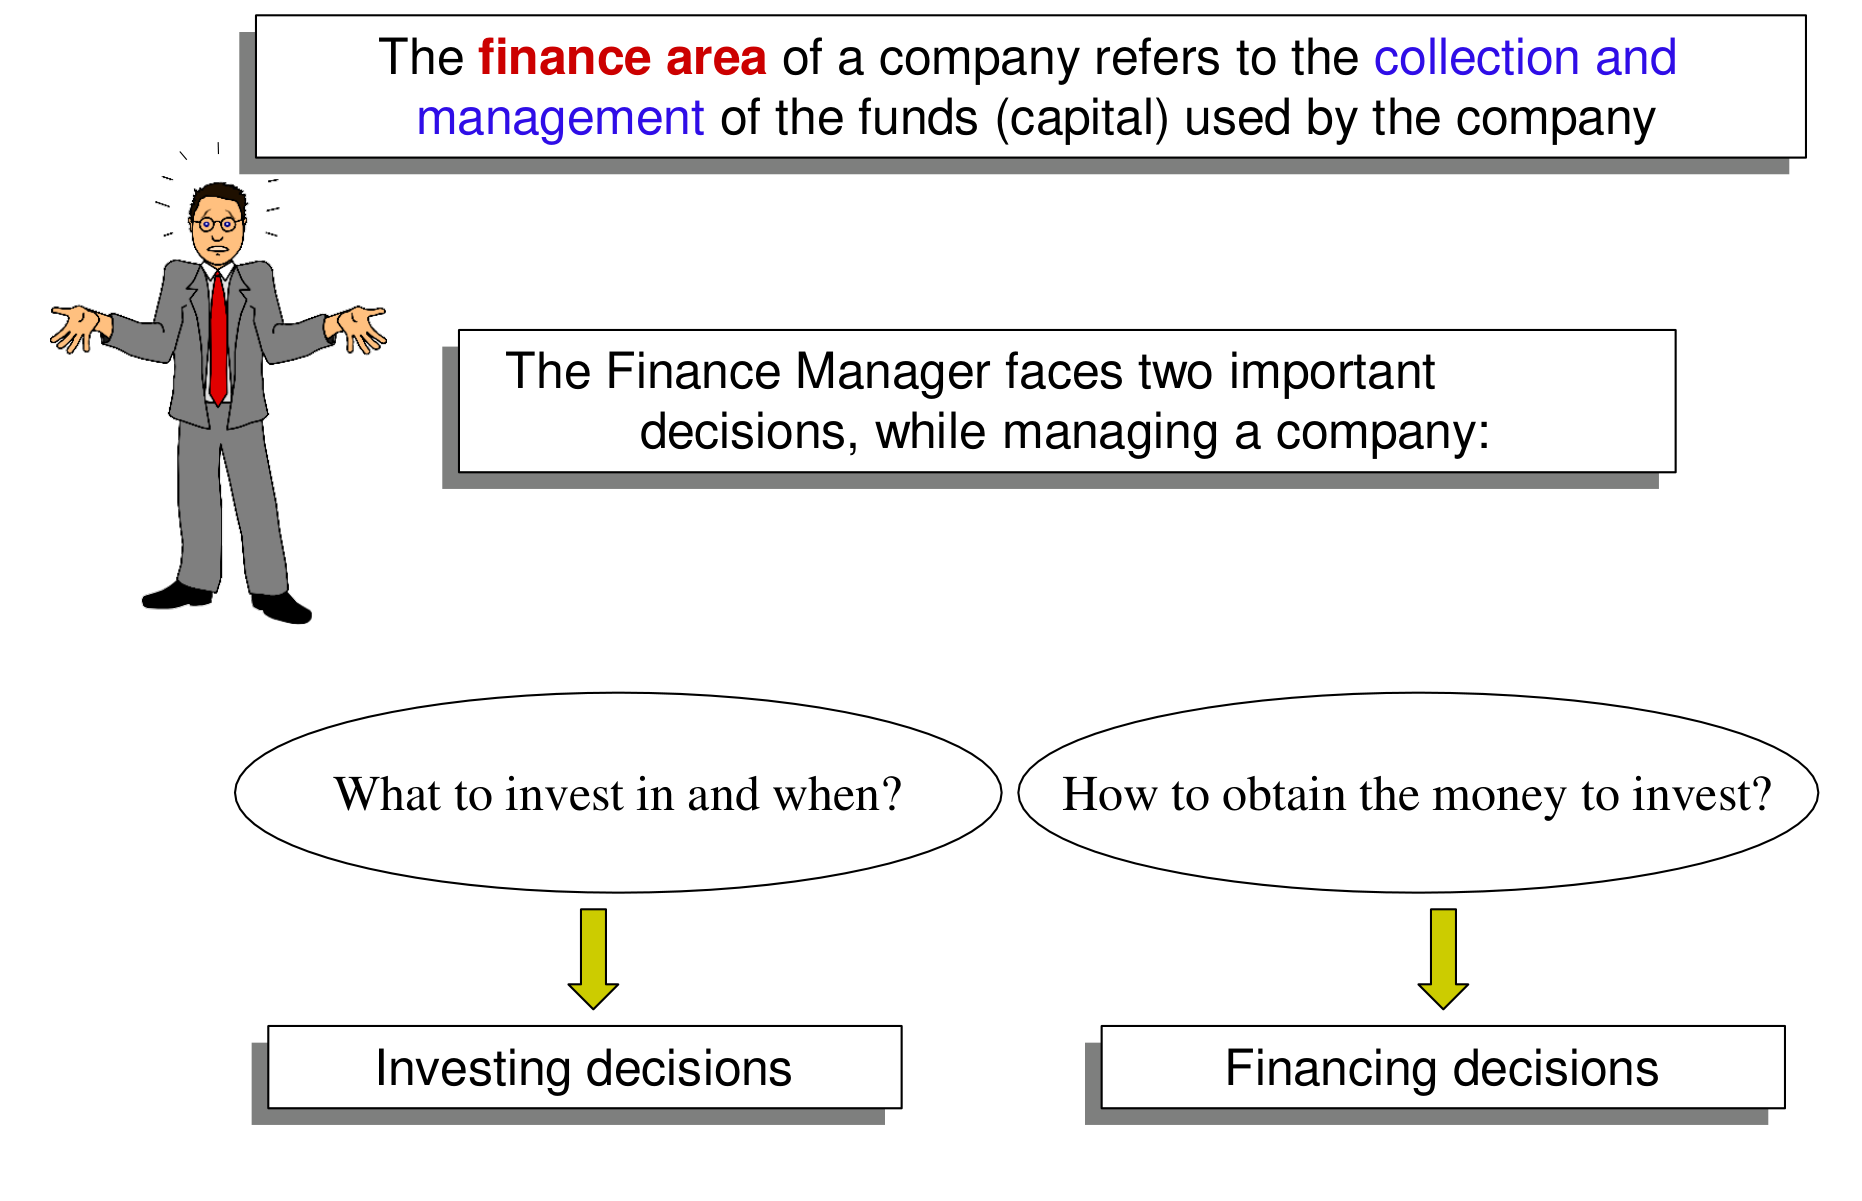 The finance area of a company refers to the collection and
management of the funds (capital) used by the company
The Finance Manager faces two important
decisions, while managing a company:
What to invest in and when?
How to obtain the money to invest?
Investing decisions
Financing decisions